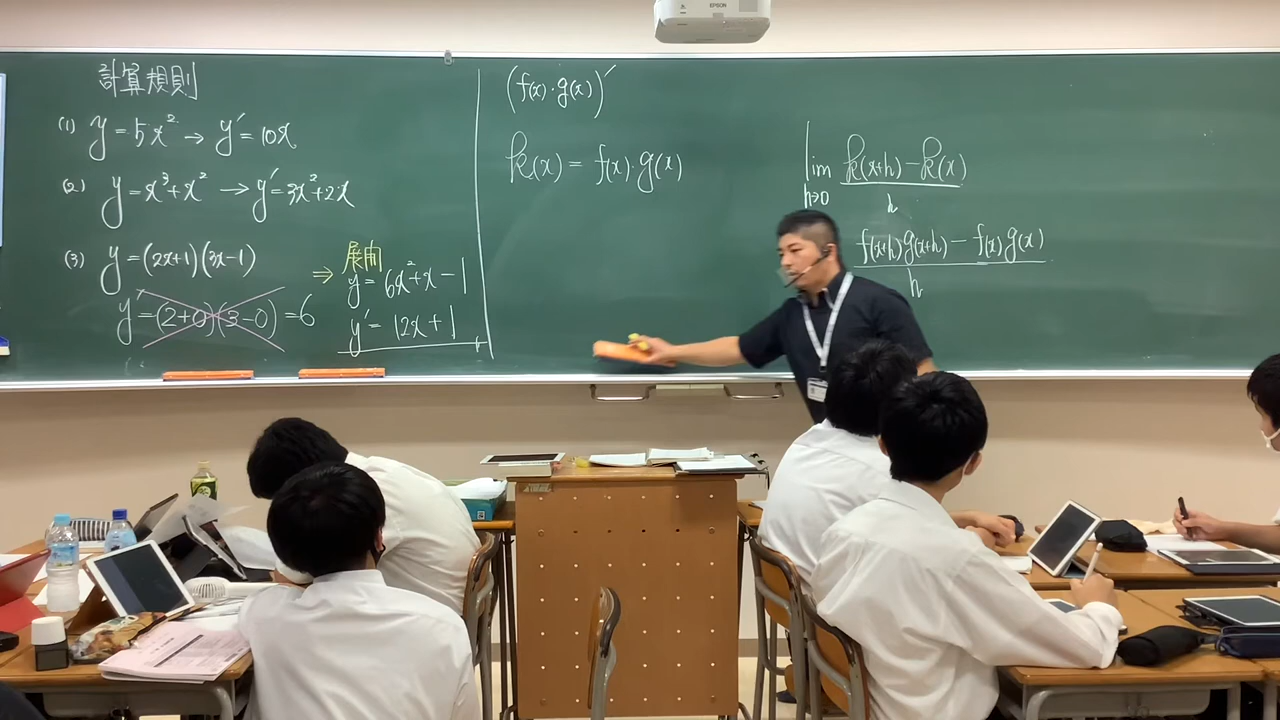 EPSON
計算規則
(1) y=5x² → y′=10x
(2) y=x³+x² → y′=3x²+2x
(3) y=(2x+1)(3x-1)
y′=(2+0)(3-0)=6
⇒ 展開
y=6x²+x-1
y′=12x+1
(f(x)·g(x))′
k(x)=f(x)·g(x)
lim h→0 k(x+h)-k(x)
h
f(x+h)g(x+h)-f(x)g(x)
h